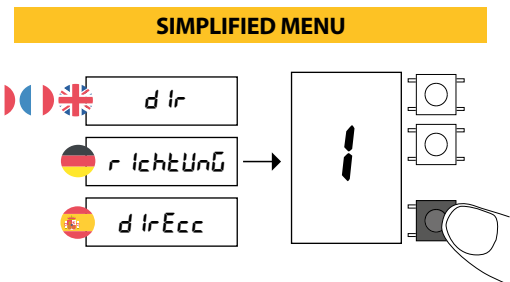 SIMPLIFIED MENU
dIr
rIchtUnG
dIrEcc
1